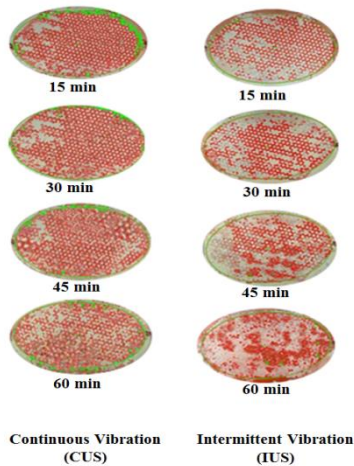 15 min
15 min
30 min
30 min
45 min
45 min
60 min
60 min
Continuous Vibration
(CUS)
Intermittent Vibration
(IUS)